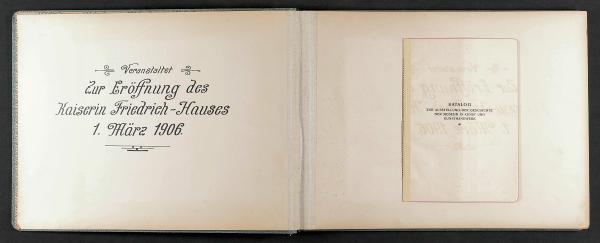 Veranstaltet
Zur Eröffnung des
Kaiserin Friedrich-Hauses
1. März 1906.
KATALOG
ZUR AUSSTELLUNG DER GESCHICHTE
DER MEDIZIN IN KUNST UND
KUNSTHANDWERK